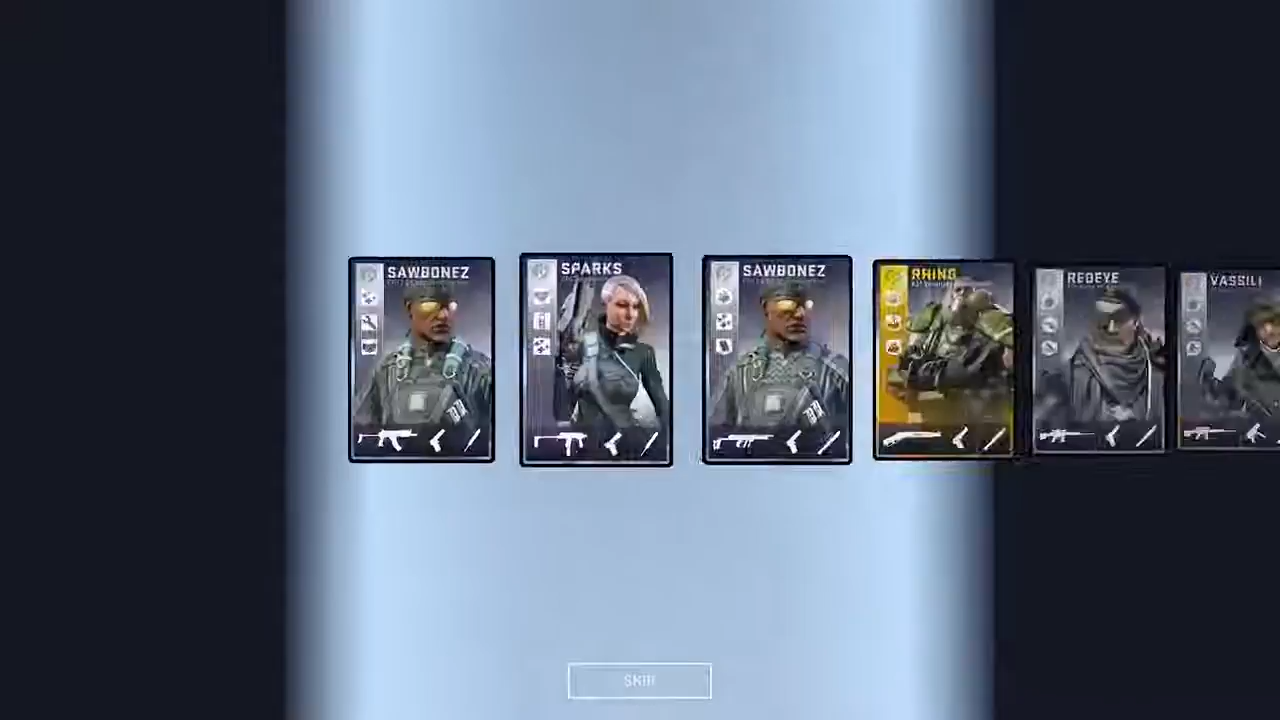 SAWBONEZ
SPARKS
SAWBONEZ
RHINO
REDEYE
VASSILI
SKIP